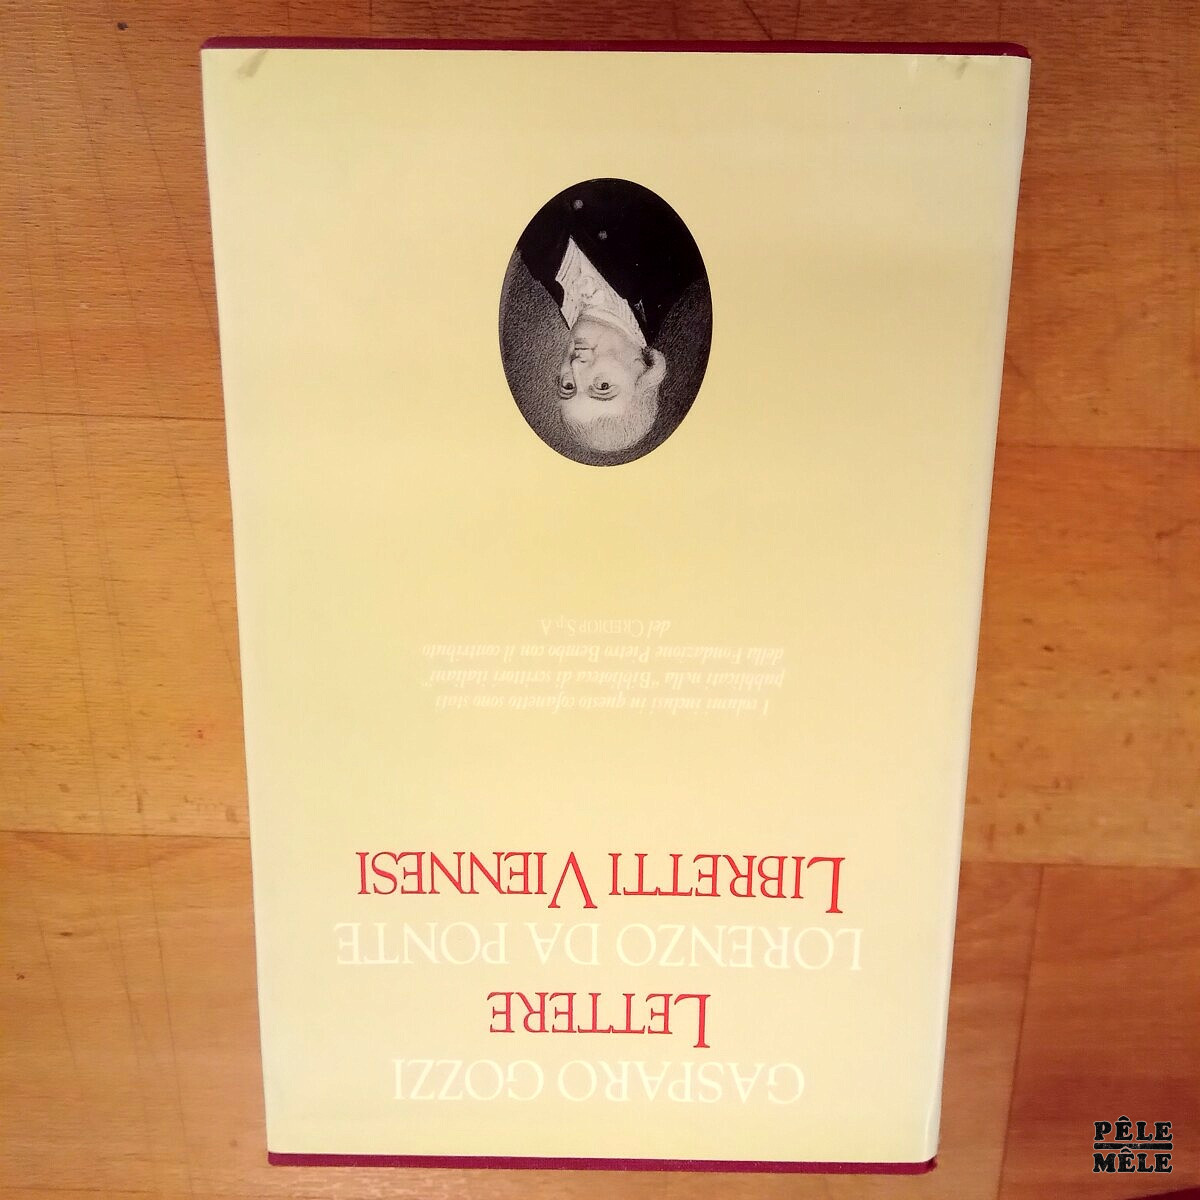 GASPARO GOZZI
LETTERE
LORENZO DA PONTE
LIBRETTI VIENNESI
I volumi inclusi in questo cofanetto sono stati
pubblicati nella "Biblioteca di scrittori italiani"
della Fondazione Pietro Bembo con il contributo
del CREDIOP S.p.A.
PÊLE
MÊLE